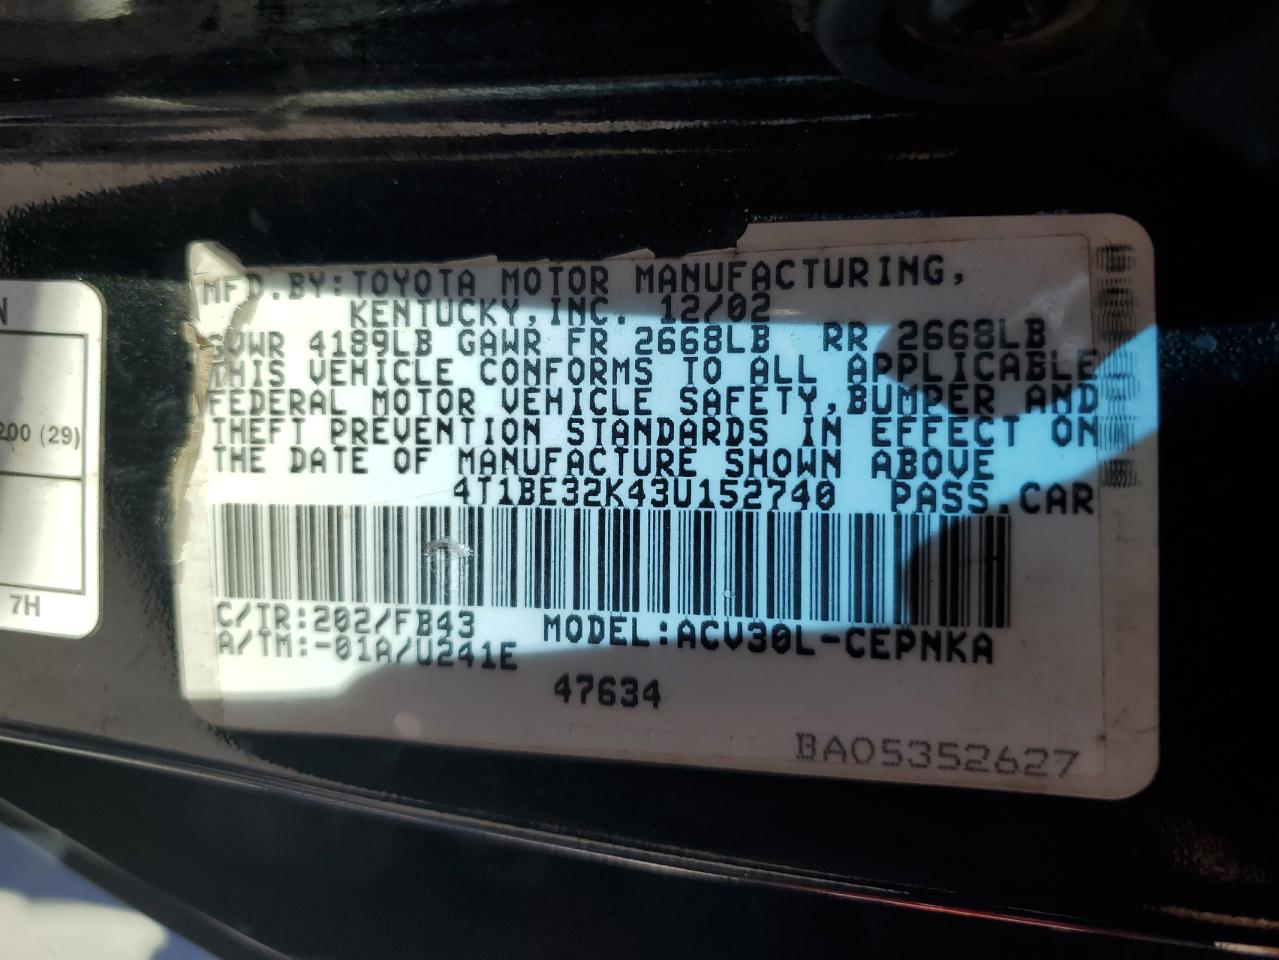 MFD.BY:TOYOTA MOTOR MANUFACTURING,
KENTUCKY,INC. 12/02
GVWR 4189LB GAWR FR 2668LB RR 2668LB
THIS VEHICLE CONFORMS TO ALL APPLICABLE
FEDERAL MOTOR VEHICLE SAFETY,BUMPER AND
THEFT PREVENTION STANDARDS IN EFFECT ON
THE DATE OF MANUFACTURE SHOWN ABOVE
4T1BE32K43U152740 PASS.CAR
C/TR:202/FB43 MODEL:ACV30L-CEPNKA
A/TM:-01A/U241E
47634
BA05352627
N
200 (29)
7H